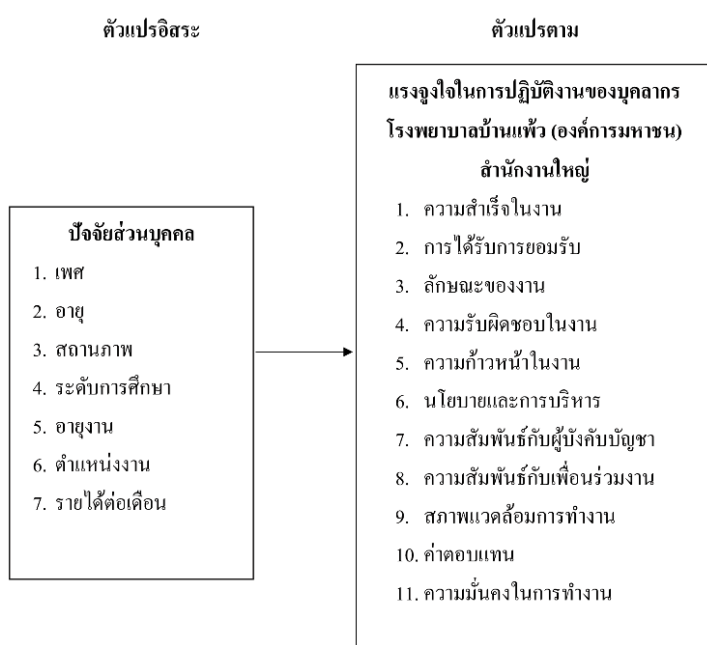 ตัวแปรอิสระ
ตัวแปรตาม
ปัจจัยส่วนบุคคล
1. เพศ
2. อายุ
3. สถานภาพ
4. ระดับการศึกษา
5. อายุงาน
6. ตำแหน่งงาน
7. รายได้ต่อเดือน
แรงจูงใจในการปฏิบัติงานของบุคลากร
โรงพยาบาลบ้านแพ้ว (องค์การมหาชน)
สำนักงานใหญ่
1. ความสำเร็จในงาน
2. การได้รับการยอมรับ
3. ลักษณะของงาน
4. ความรับผิดชอบในงาน
5. ความก้าวหน้าในงาน
6. นโยบายและการบริหาร
7. ความสัมพันธ์กับผู้บังคับบัญชา
8. ความสัมพันธ์กับเพื่อนร่วมงาน
9. สภาพแวดล้อมการทำงาน
10. ค่าตอบแทน
11. ความมั่นคงในการทำงาน